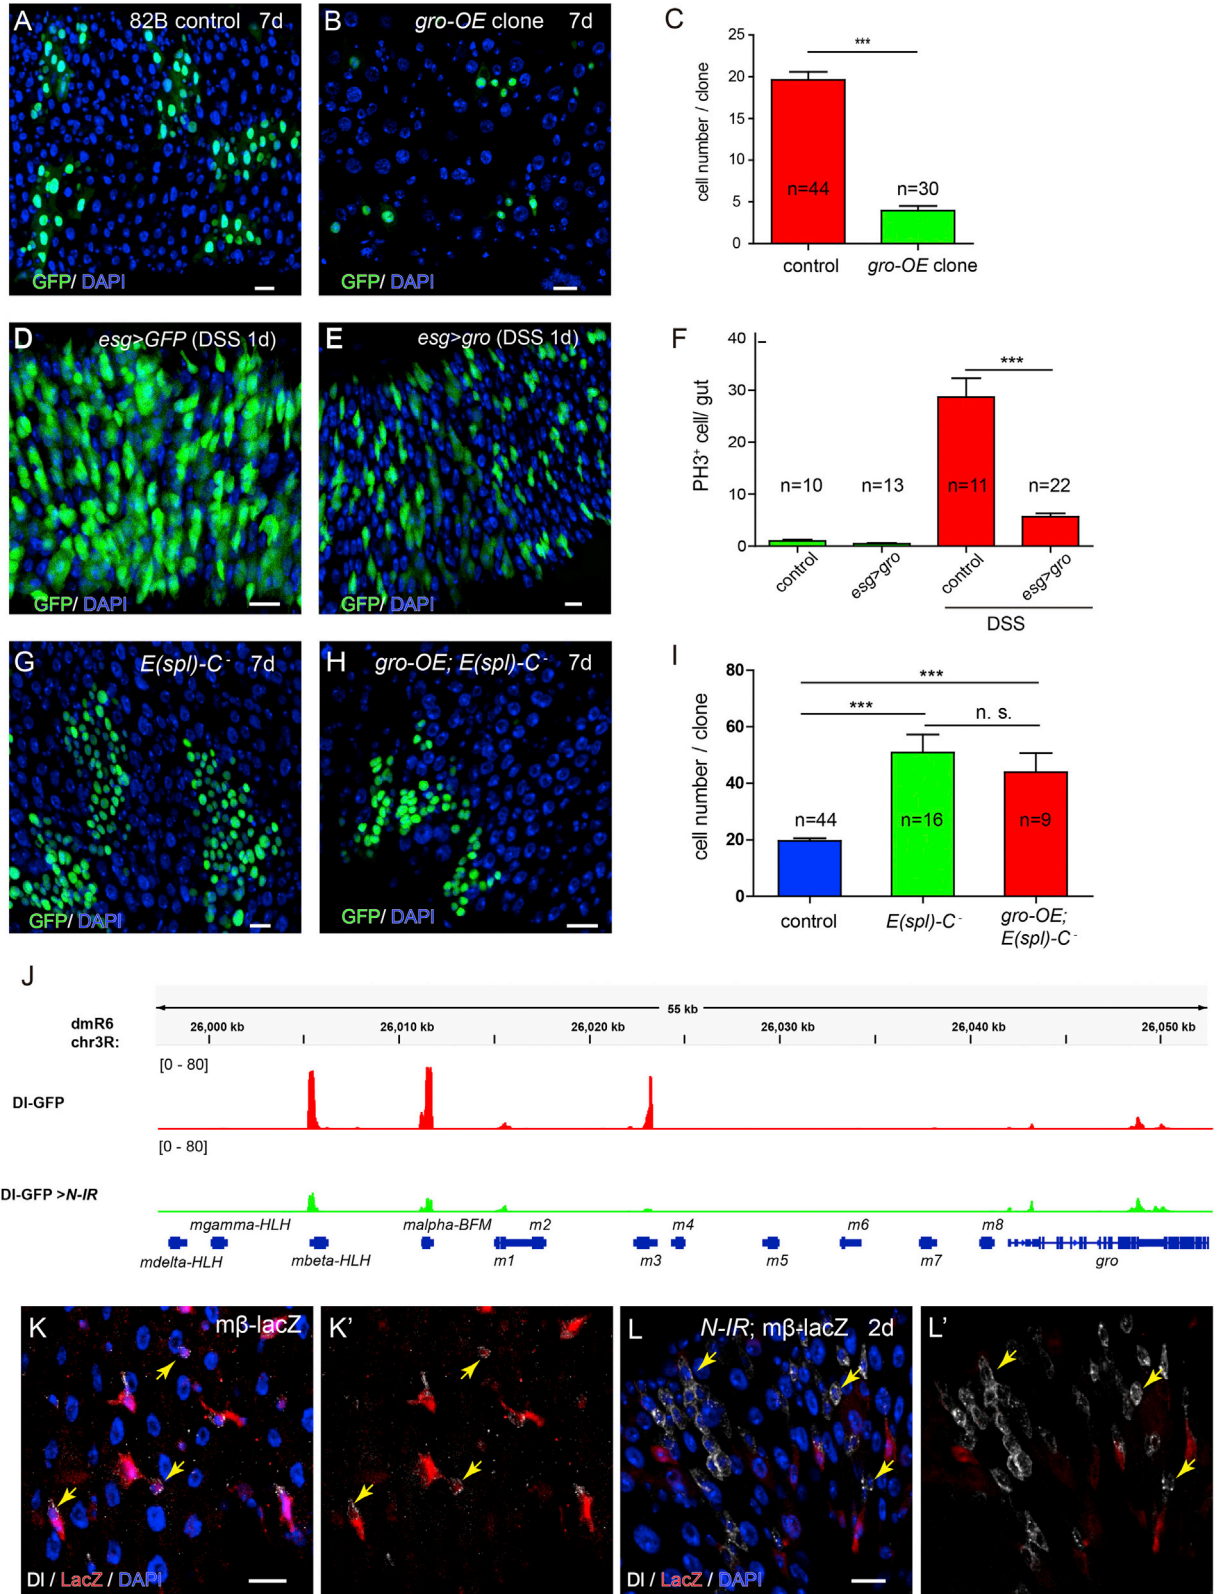 A 82B control 7d
GFP/ DAPI
B gro-OE clone 7d
GFP/ DAPI
C
25
20
15
10
5
0
cell number / clone
***
n=44
n=30
control
gro-OE clone
D esg>GFP (DSS 1d)
GFP/ DAPI
E esg>gro (DSS 1d)
GFP/ DAPI
F
40
30
20
10
0
PH3+ cell/ gut
***
n=10
n=13
n=11
n=22
control
esg>gro
control
esg>gro
DSS
G E(spl)-C- 7d
GFP/ DAPI
H gro-OE; E(spl)-C- 7d
GFP/ DAPI
I
80
60
40
20
0
cell number / clone
***
***
n. s.
n=44
n=16
n=9
control
E(spl)-C-
gro-OE;
E(spl)-C-
J
55 kb
dmR6
chr3R:
26,000 kb 26,010 kb 26,020 kb 26,030 kb 26,040 kb 26,050 kb
[0 - 80]
DI-GFP
[0 - 80]
DI-GFP >N-IR
mgamma-HLH malpha-BFM m2 m4 m6 m8
mdelta-HLH mbeta-HLH m1 m3 m5 m7 gro
K mβ-lacZ
DI / LacZ / DAPI
K'
L N-IR; mβ-lacZ 2d
DI / LacZ / DAPI
L'